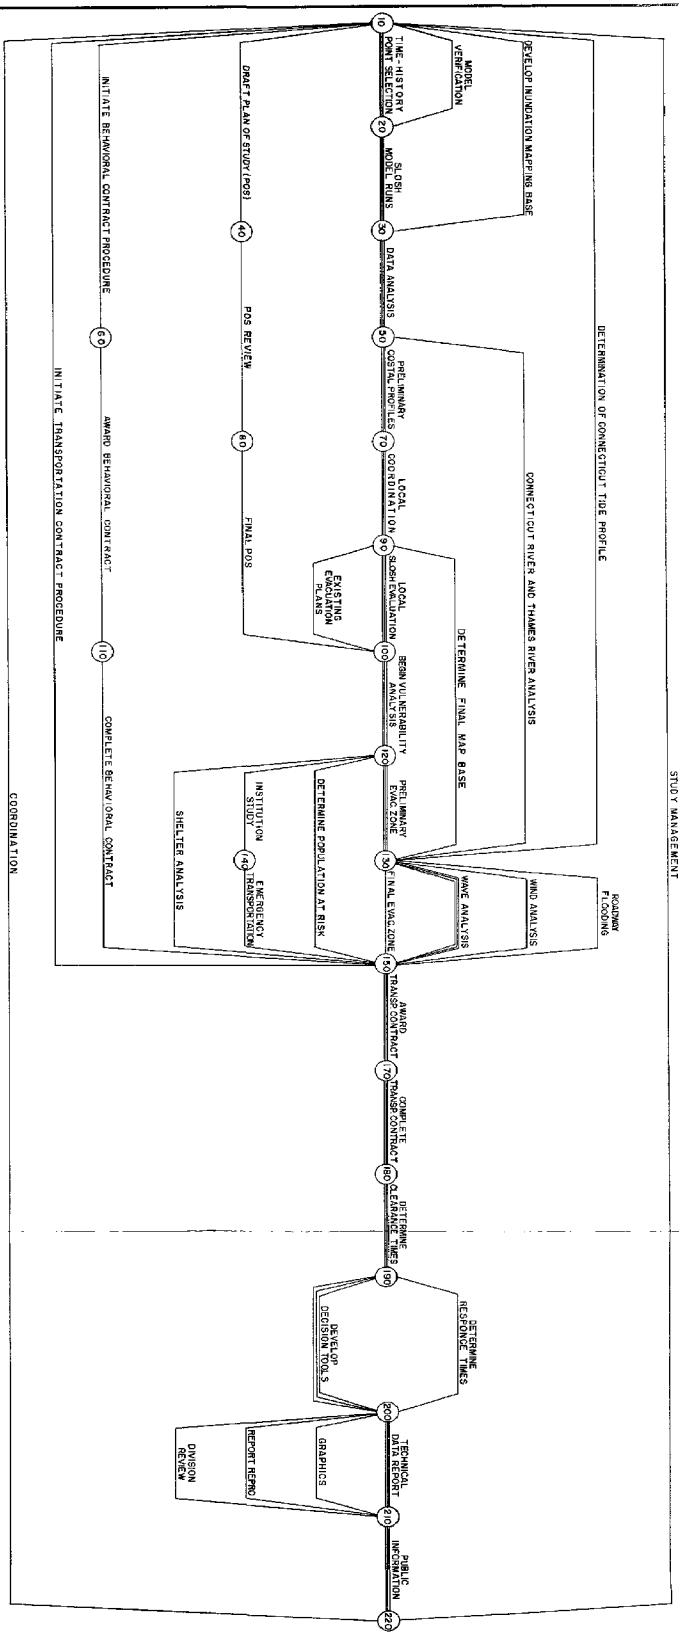 STUDY MANAGEMENT
DETERMINATION OF CONNECTICUT TIDE PROFILE
ROADWAY
FLOODING
DEVELOP INUNDATION MAPPING BASE
CONNECTICUT RIVER AND THAMES RIVER ANALYSIS
WIND ANALYSIS
MODEL
VERIFICATION
DETERMINE FINAL MAP BASE
WAVE ANALYSIS
DETERMINE
RESPONCE TIMES
10
TIME-HISTORY
POINT SELECTION
20
SLOSH
MODEL RUNS
30
DATA ANALYSIS
50
PRELIMINARY
COSTAL PROFILES
70
LOCAL
COORDINATION
90
LOCAL
SLOSH EVALUATION
100
BEGIN VULNERABILITY
ANALYSIS
120
PRELIMINARY
EVAC. ZONE
130
FINAL EVAC. ZONE
150
AWARD
TRANSP. CONTRACT
170
COMPLETE
TRANSP. CONTRACT
180
DETERMINE
CLEARANCE TIMES
190
200
TECHNICAL
DATA REPORT
210
PUBLIC
INFORMATION
220
EXISTING
EVACUATION
PLANS
DETERMINE POPULATION AT RISK
DEVELOP
DECISION TOOLS
GRAPHICS
DRAFT PLAN OF STUDY (POS)
40
POS REVIEW
80
FINAL POS
INSTITUTION
STUDY
140
EMERGENCY
TRANSPORTATION
REPORT REPRO
SHELTER ANALYSIS
DIVISION
REVIEW
INITIATE BEHAVIORAL CONTRACT PROCEDURE
60
AWARD BEHAVIORAL CONTRACT
110
COMPLETE BEHAVIORAL CONTRACT
INITIATE TRANSPORTATION CONTRACT PROCEDURE
COORDINATION